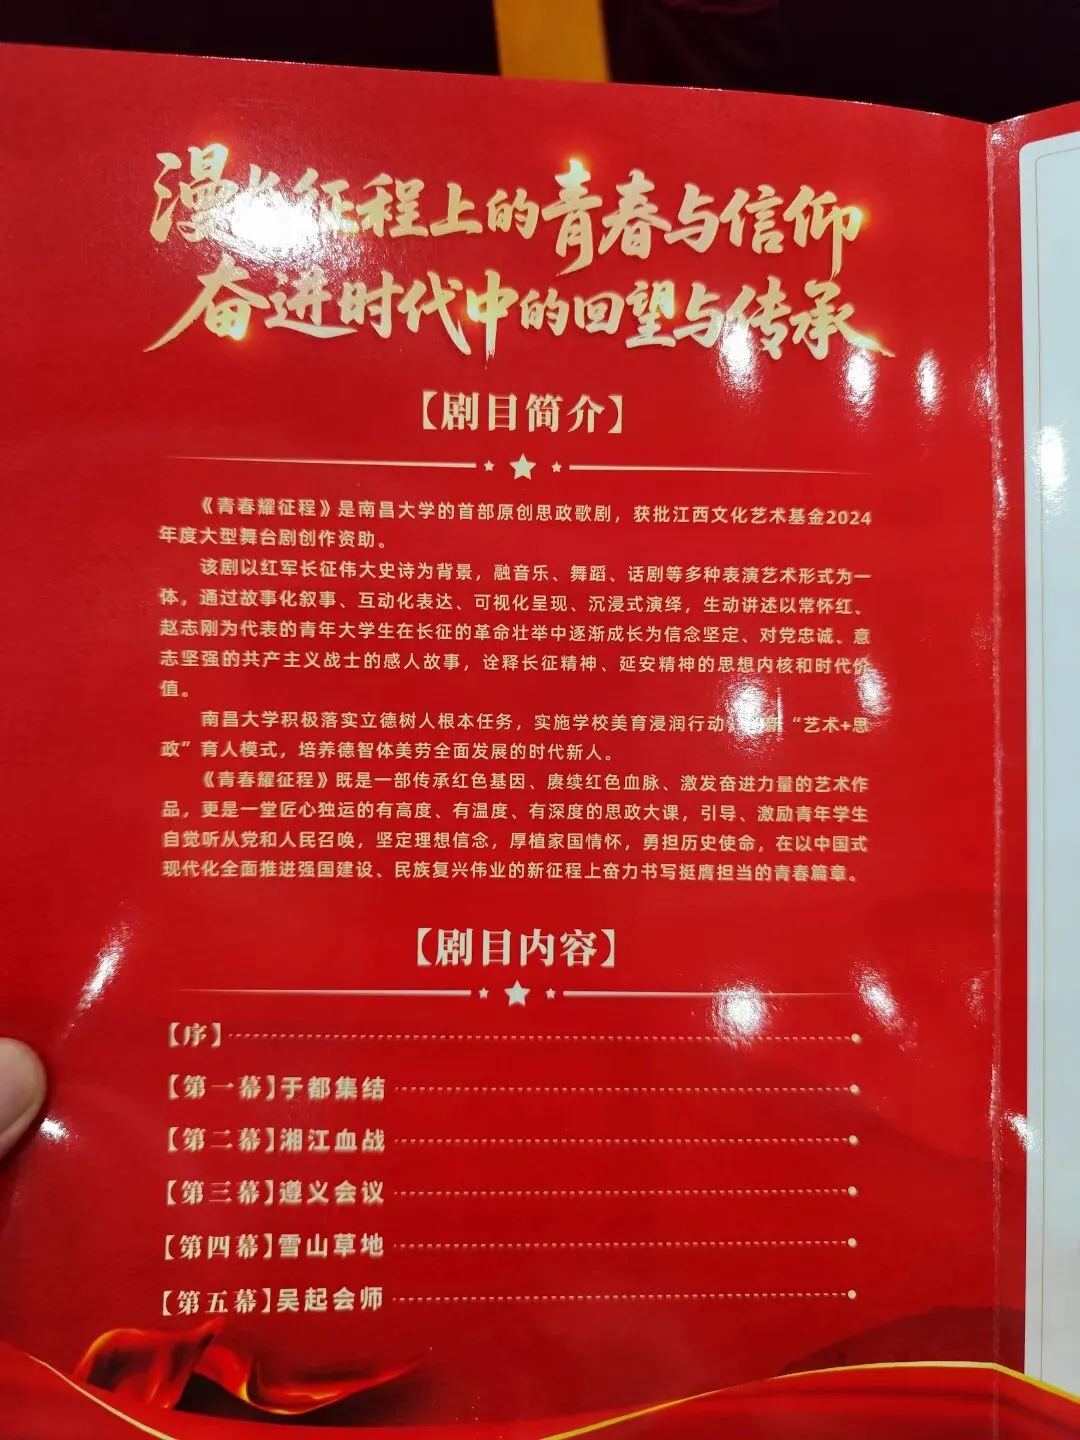 漫长征程上的青春与信仰
奋进时代中的回望与传承
【剧目简介】
《青春耀征程》是南昌大学的首部原创思政歌剧，获批江西文化艺术基金2024
年度大型舞台剧创作资助。
该剧以红军长征伟大史诗为背景，融音乐、舞蹈、话剧等多种表演艺术形式为一
体，通过故事化叙事、互动化表达、可视化呈现、沉浸式演绎，生动讲述以常怀红、
赵志刚为代表的青年大学生在长征的革命壮举中逐渐成长为信念坚定、对党忠诚、意
志坚强的共产主义战士的感人故事，诠释长征精神、延安精神的思想内核和时代价
值。
南昌大学积极落实立德树人根本任务，实施学校美育浸润行动，新“艺术+思
政”育人模式，培养德智体美劳全面发展的时代新人。
《青春耀征程》既是一部传承红色基因、赓续红色血脉、激发奋进力量的艺术作
品，更是一堂匠心独运的有高度、有温度、有深度的思政大课，引导、激励青年学生
自觉听从党和人民召唤，坚定理想信念，厚植家国情怀，勇担历史使命，在以中国式
现代化全面推进强国建设、民族复兴伟业的新征程上奋力书写挺膺担当的青春篇章。
【剧目内容】
【序】
【第一幕】于都集结
【第二幕】湘江血战
【第三幕】遵义会议
【第四幕】雪山草地
【第五幕】吴起会师